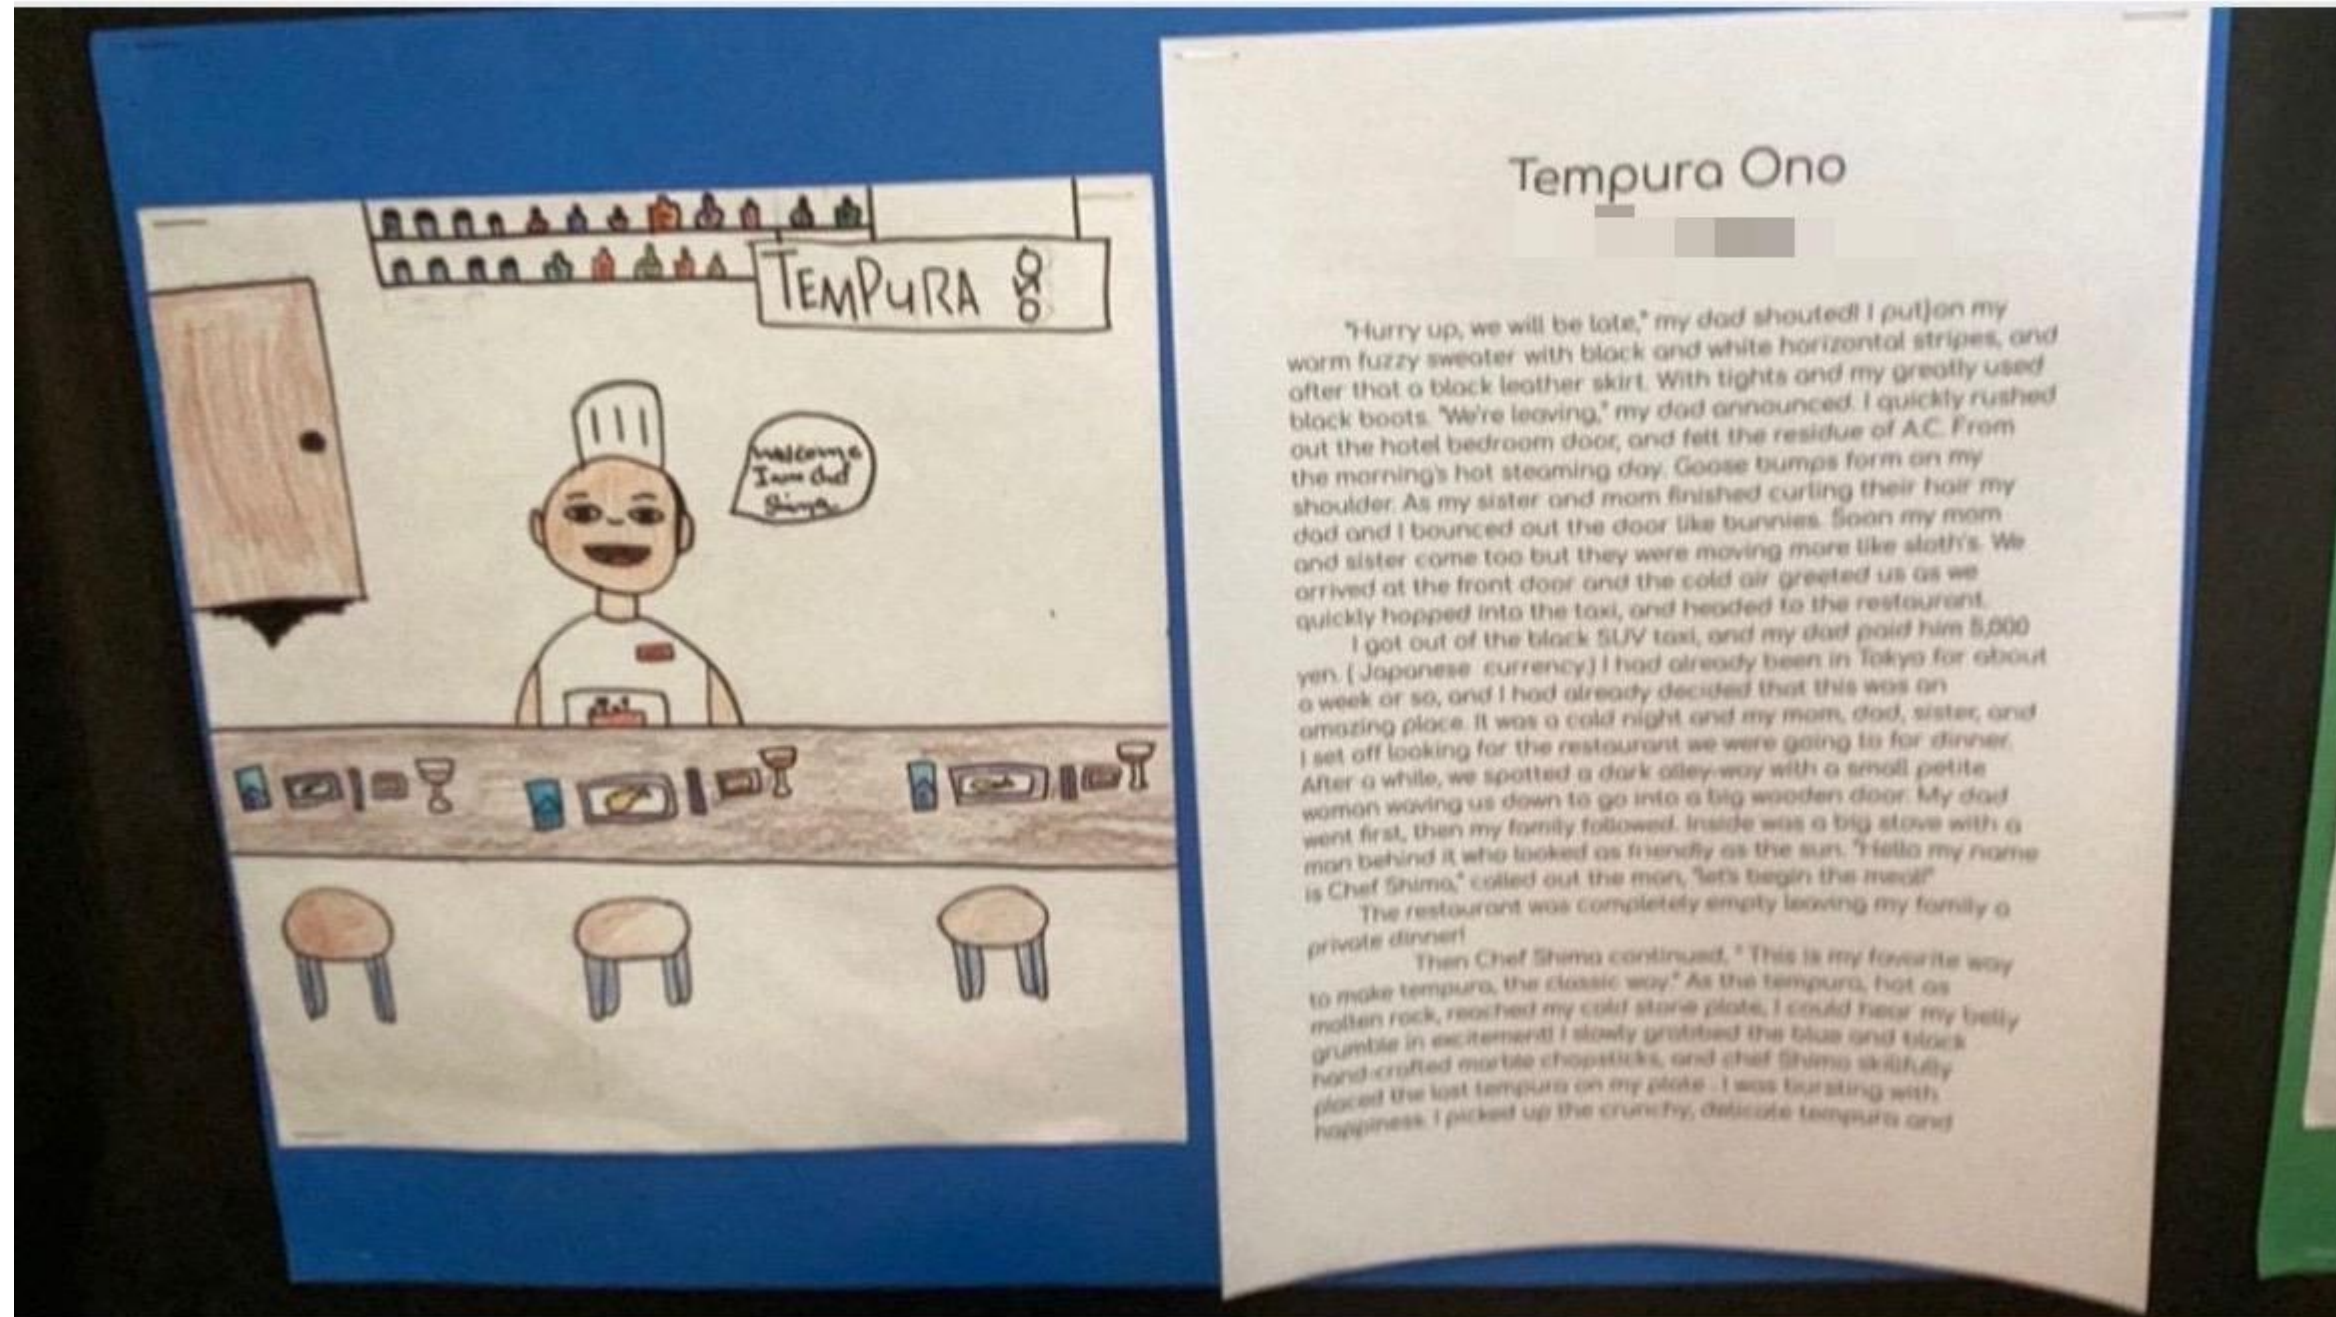 TEMPURA
ONO
Welcome
I am chef
Shima
Tempura Ono
"Hurry up, we will be late," my dad shouted! I put)on my
warm fuzzy sweater with black and white horizontal stripes, and
after that a black leather skirt. With tights and my greatly used
black boots. "We're leaving," my dad announced. I quickly rushed
out the hotel bedroom door, and felt the residue of A.C. From
the morning's hot steaming day. Goose bumps form on my
shoulder. As my sister and mom finished curling their hair my
dad and I bounced out the door like bunnies. Soon my mom
and sister came too but they were moving more like sloth's. We
arrived at the front door and the cold air greeted us as we
quickly hopped into the taxi, and headed to the restaurant.
I got out of the black SUV taxi, and my dad paid him 5,000
yen. ( Japanese currency.) I had already been in Tokyo for about
a week or so, and I had already decided that this was an
amazing place. It was a cold night and my mom, dad, sister, and
I set off looking for the restaurant we were going to for dinner.
After a while, we spotted a dark alley-way with a small petite
woman waving us down to go into a big wooden door. My dad
went first, then my family followed. Inside was a big stove with a
man behind it who looked as friendly as the sun. "Hello my name
is Chef Shima," called out the man, "let's begin the meal!"
The restaurant was completely empty leaving my family a
private dinner!
Then Chef Shima continued, " This is my favorite way
to make tempura, the classic way." As the tempura, hot as
molten rock, reached my cold stone plate, I could hear my belly
grumble in excitement! I slowly grabbed the blue and black
hand-crafted marble chopsticks, and chef Shima skillfully
placed the last tempura on my plate . I was bursting with
happiness. I picked up the crunchy, delicate tempura and